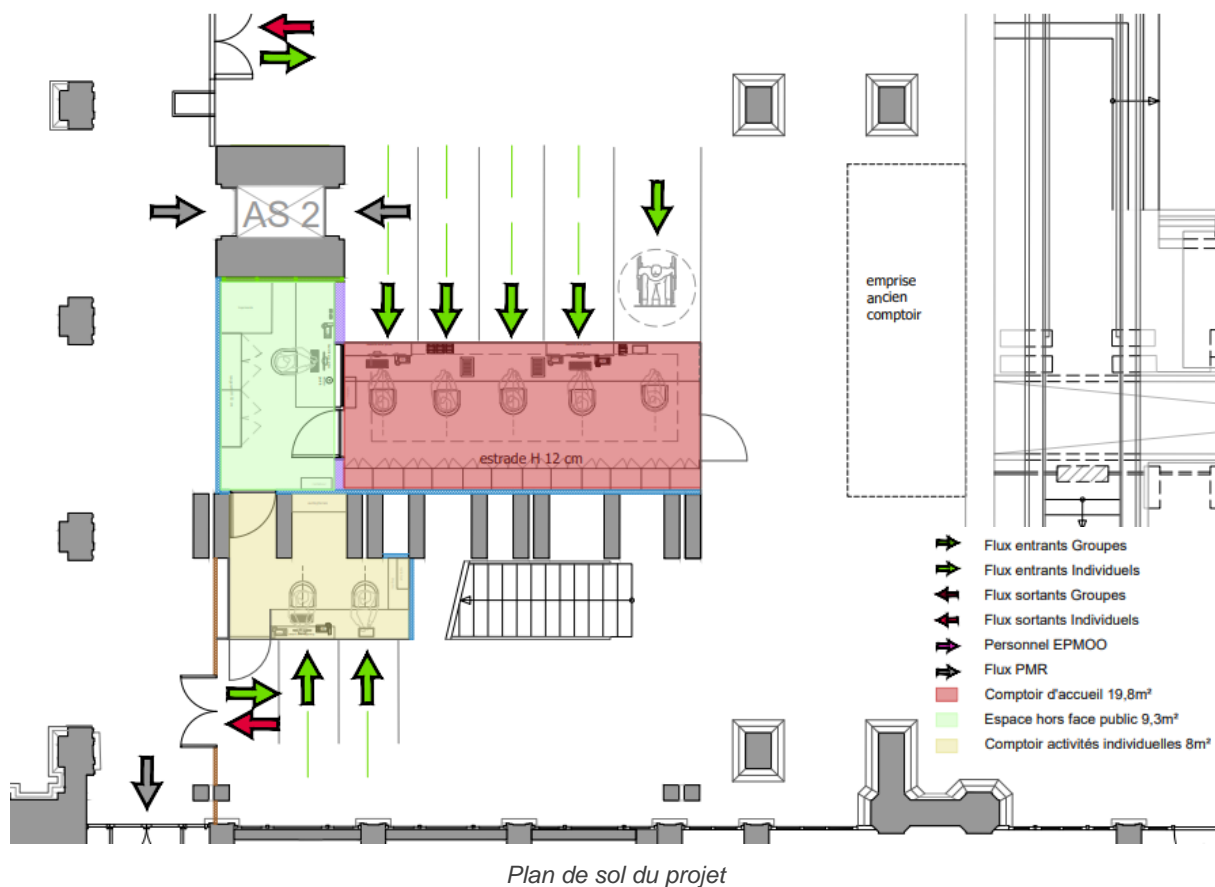 AS 2
emprise
ancien
comptoir
estrade H 12 cm
Flux entrants Groupes
Flux entrants Individuels
Flux sortants Groupes
Flux sortants Individuels
Personnel EPMOO
Flux PMR
Comptoir d'accueil 19,8m²
Espace hors face public 9,3m²
Comptoir activités individuelles 8m²
Plan de sol du projet